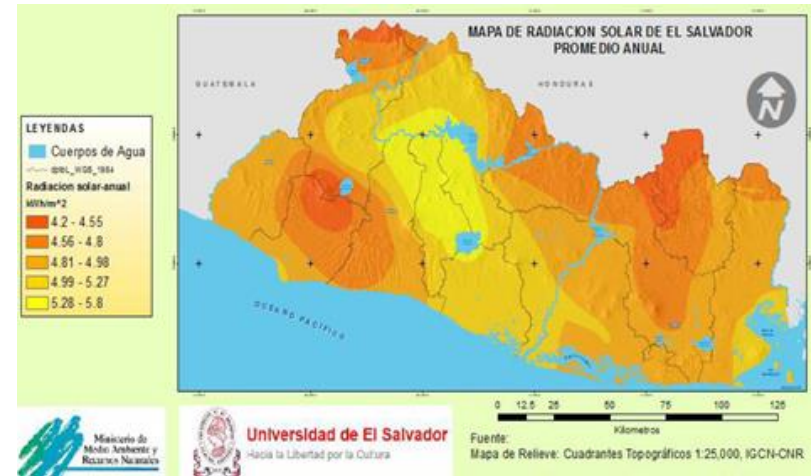 MAPA DE RADIACION SOLAR DE EL SALVADOR
PROMEDIO ANUAL
GUATEMALA
HONDURAS
N
LEYENDAS
Cuerpos de Agua
Radiacion solar-anual
kWh/m^2
4.2 - 4.55
4.56 - 4.8
4.81 - 4.98
4.99 - 5.27
5.28 - 5.8
OCEANO PACIFICO
0 12.5 25 50 75 100 125
Kilometros
Ministerio de
Medio Ambiente y
Recursos Naturales
Universidad de El Salvador
Hacia la Libertad por la Cultura
Fuente:
Mapa de Relieve: Cuadrantes Topográficos 1:25,000, IGCN-CNR